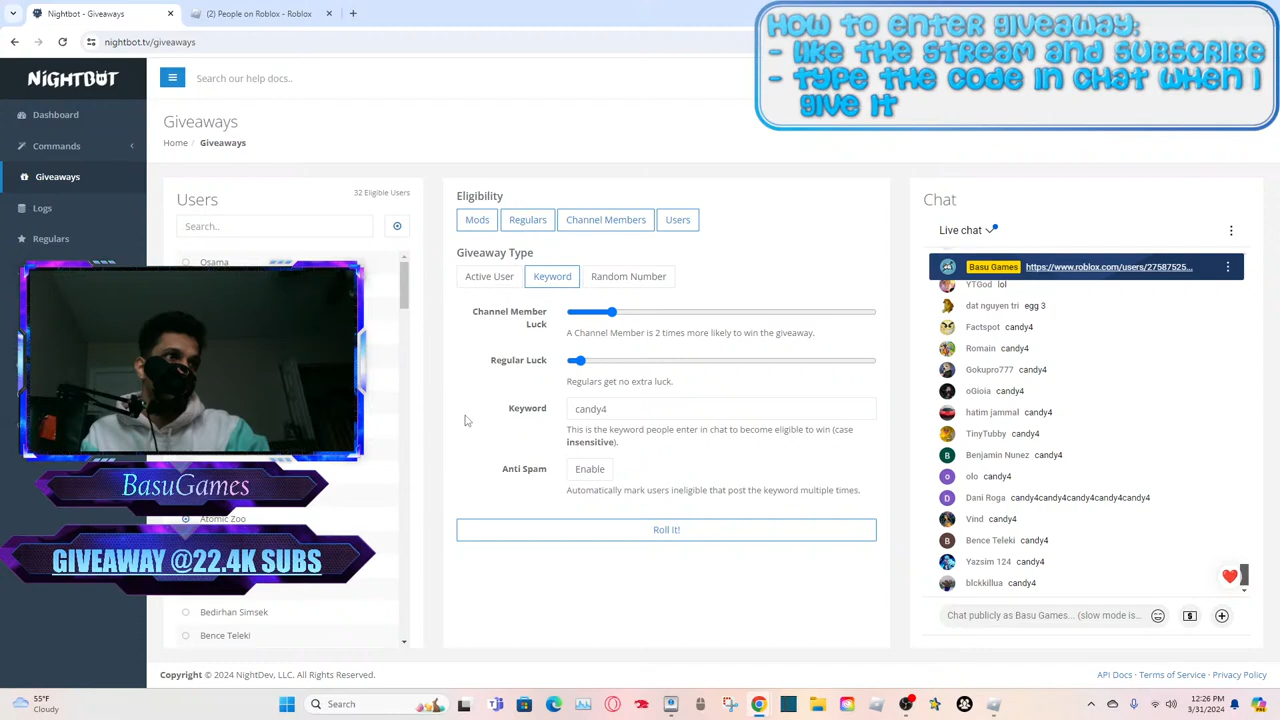 Nightbot - Giveaways
(2) People on Roblox - Roblox
nightbot.tv/giveaways
HOW TO ENTER GIVEAWAY:
- LIKE THE STREAM AND SUBSCRIBE
- TYPE THE CODE IN CHAT WHEN I
GIVE IT
NIGHTBOT
Search our help docs..
Dashboard
Commands
Giveaways
Logs
Regulars
Giveaways
Home / Giveaways
Users
32 Eligible Users
Search..
Osama
Atomic Zoo
Bedirhan Simsek
Bence Teleki
BasuGames
GIVEAWAY @22.4K SUBS
Eligibility
Mods
Regulars
Channel Members
Users
Giveaway Type
Active User
Keyword
Random Number
Channel Member
Luck
A Channel Member is 2 times more likely to win the giveaway.
Regular Luck
Regulars get no extra luck.
Keyword
candy4
This is the keyword people enter in chat to become eligible to win (case
insensitive).
Anti Spam
Enable
Automatically mark users ineligible that post the keyword multiple times.
Roll It!
Chat
Live chat
Basu Games https://www.roblox.com/users/27587525...
YTGod lol
dat nguyen tri egg 3
Factspot candy4
Romain candy4
Gokupro777 candy4
oGioia candy4
hatim jammal candy4
TinyTubby candy4
B Benjamin Nunez candy4
o olo candy4
D Dani Roga candy4candy4candy4candy4candy4
Vind candy4
B Bence Teleki candy4
Yazsim 124 candy4
blckkillua candy4
Chat publicly as Basu Games... (slow mode is...
Copyright © 2024 NightDev, LLC. All Rights Reserved.
API Docs - Terms of Service - Privacy Policy
55°F
Cloudy
Search
12:26 PM
3/31/2024